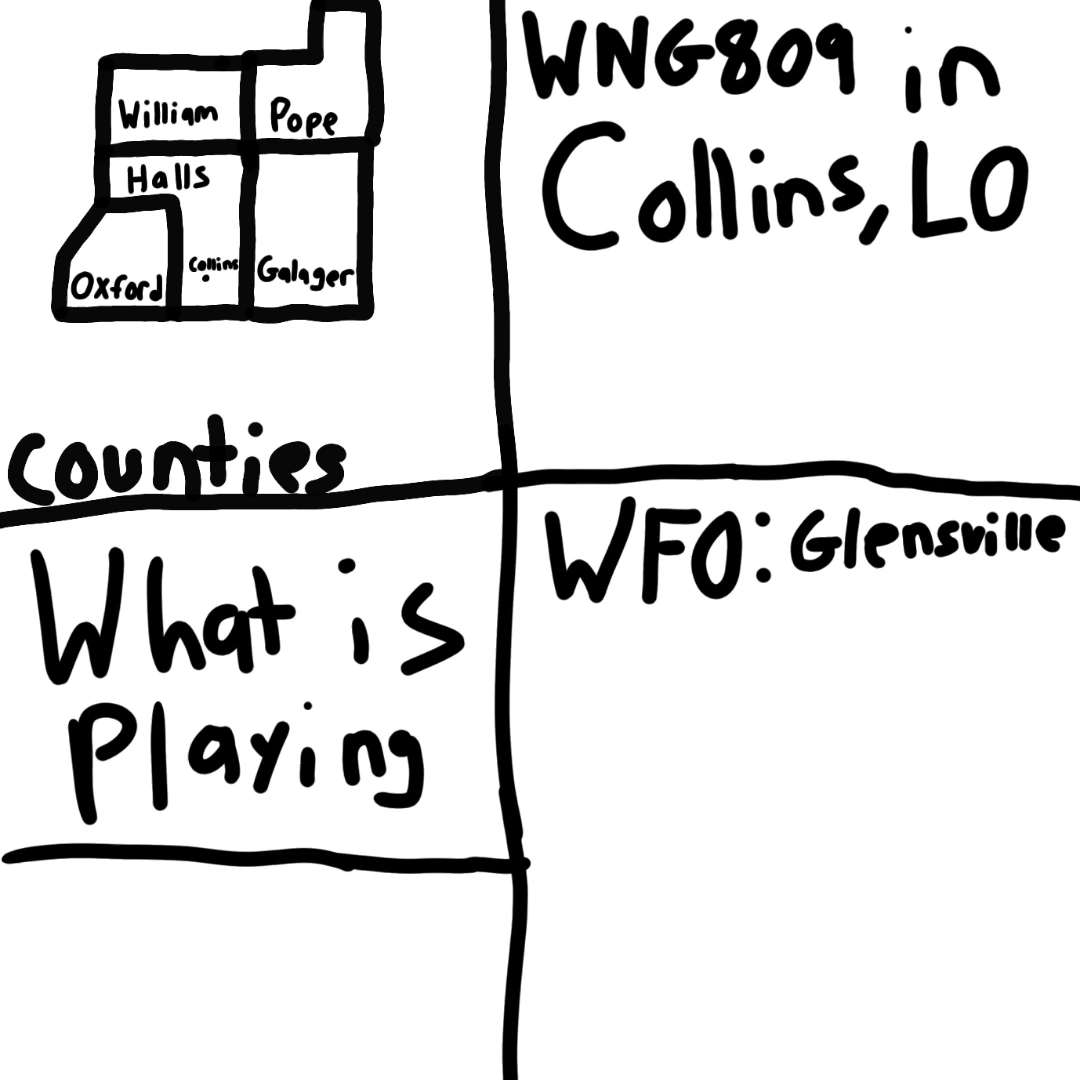 William
Pope
Halls
Collins
Oxford
Galager
Counties
WNG809 in
Collins, LO
What is
Playing
WFO: Glensville